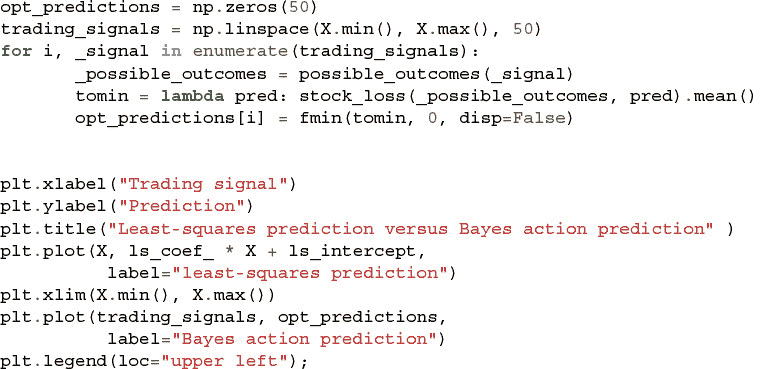 opt_predictions = np.zeros(50)
trading_signals = np.linspace(X.min(), X.max(), 50)
for i, _signal in enumerate(trading_signals):
       _possible_outcomes = possible_outcomes(_signal)
       tomin = lambda pred: stock_loss(_possible_outcomes, pred).mean()
       opt_predictions[i] = fmin(tomin, 0, disp=False)
plt.xlabel("Trading signal")
plt.ylabel("Prediction")
plt.title("Least-squares prediction versus Bayes action prediction" )
plt.plot(X, ls_coef_ * X + ls_intercept,
          label="least-squares prediction")
plt.xlim(X.min(), X.max())
plt.plot(trading_signals, opt_predictions,
          label="Bayes action prediction")
plt.legend(loc="upper left");